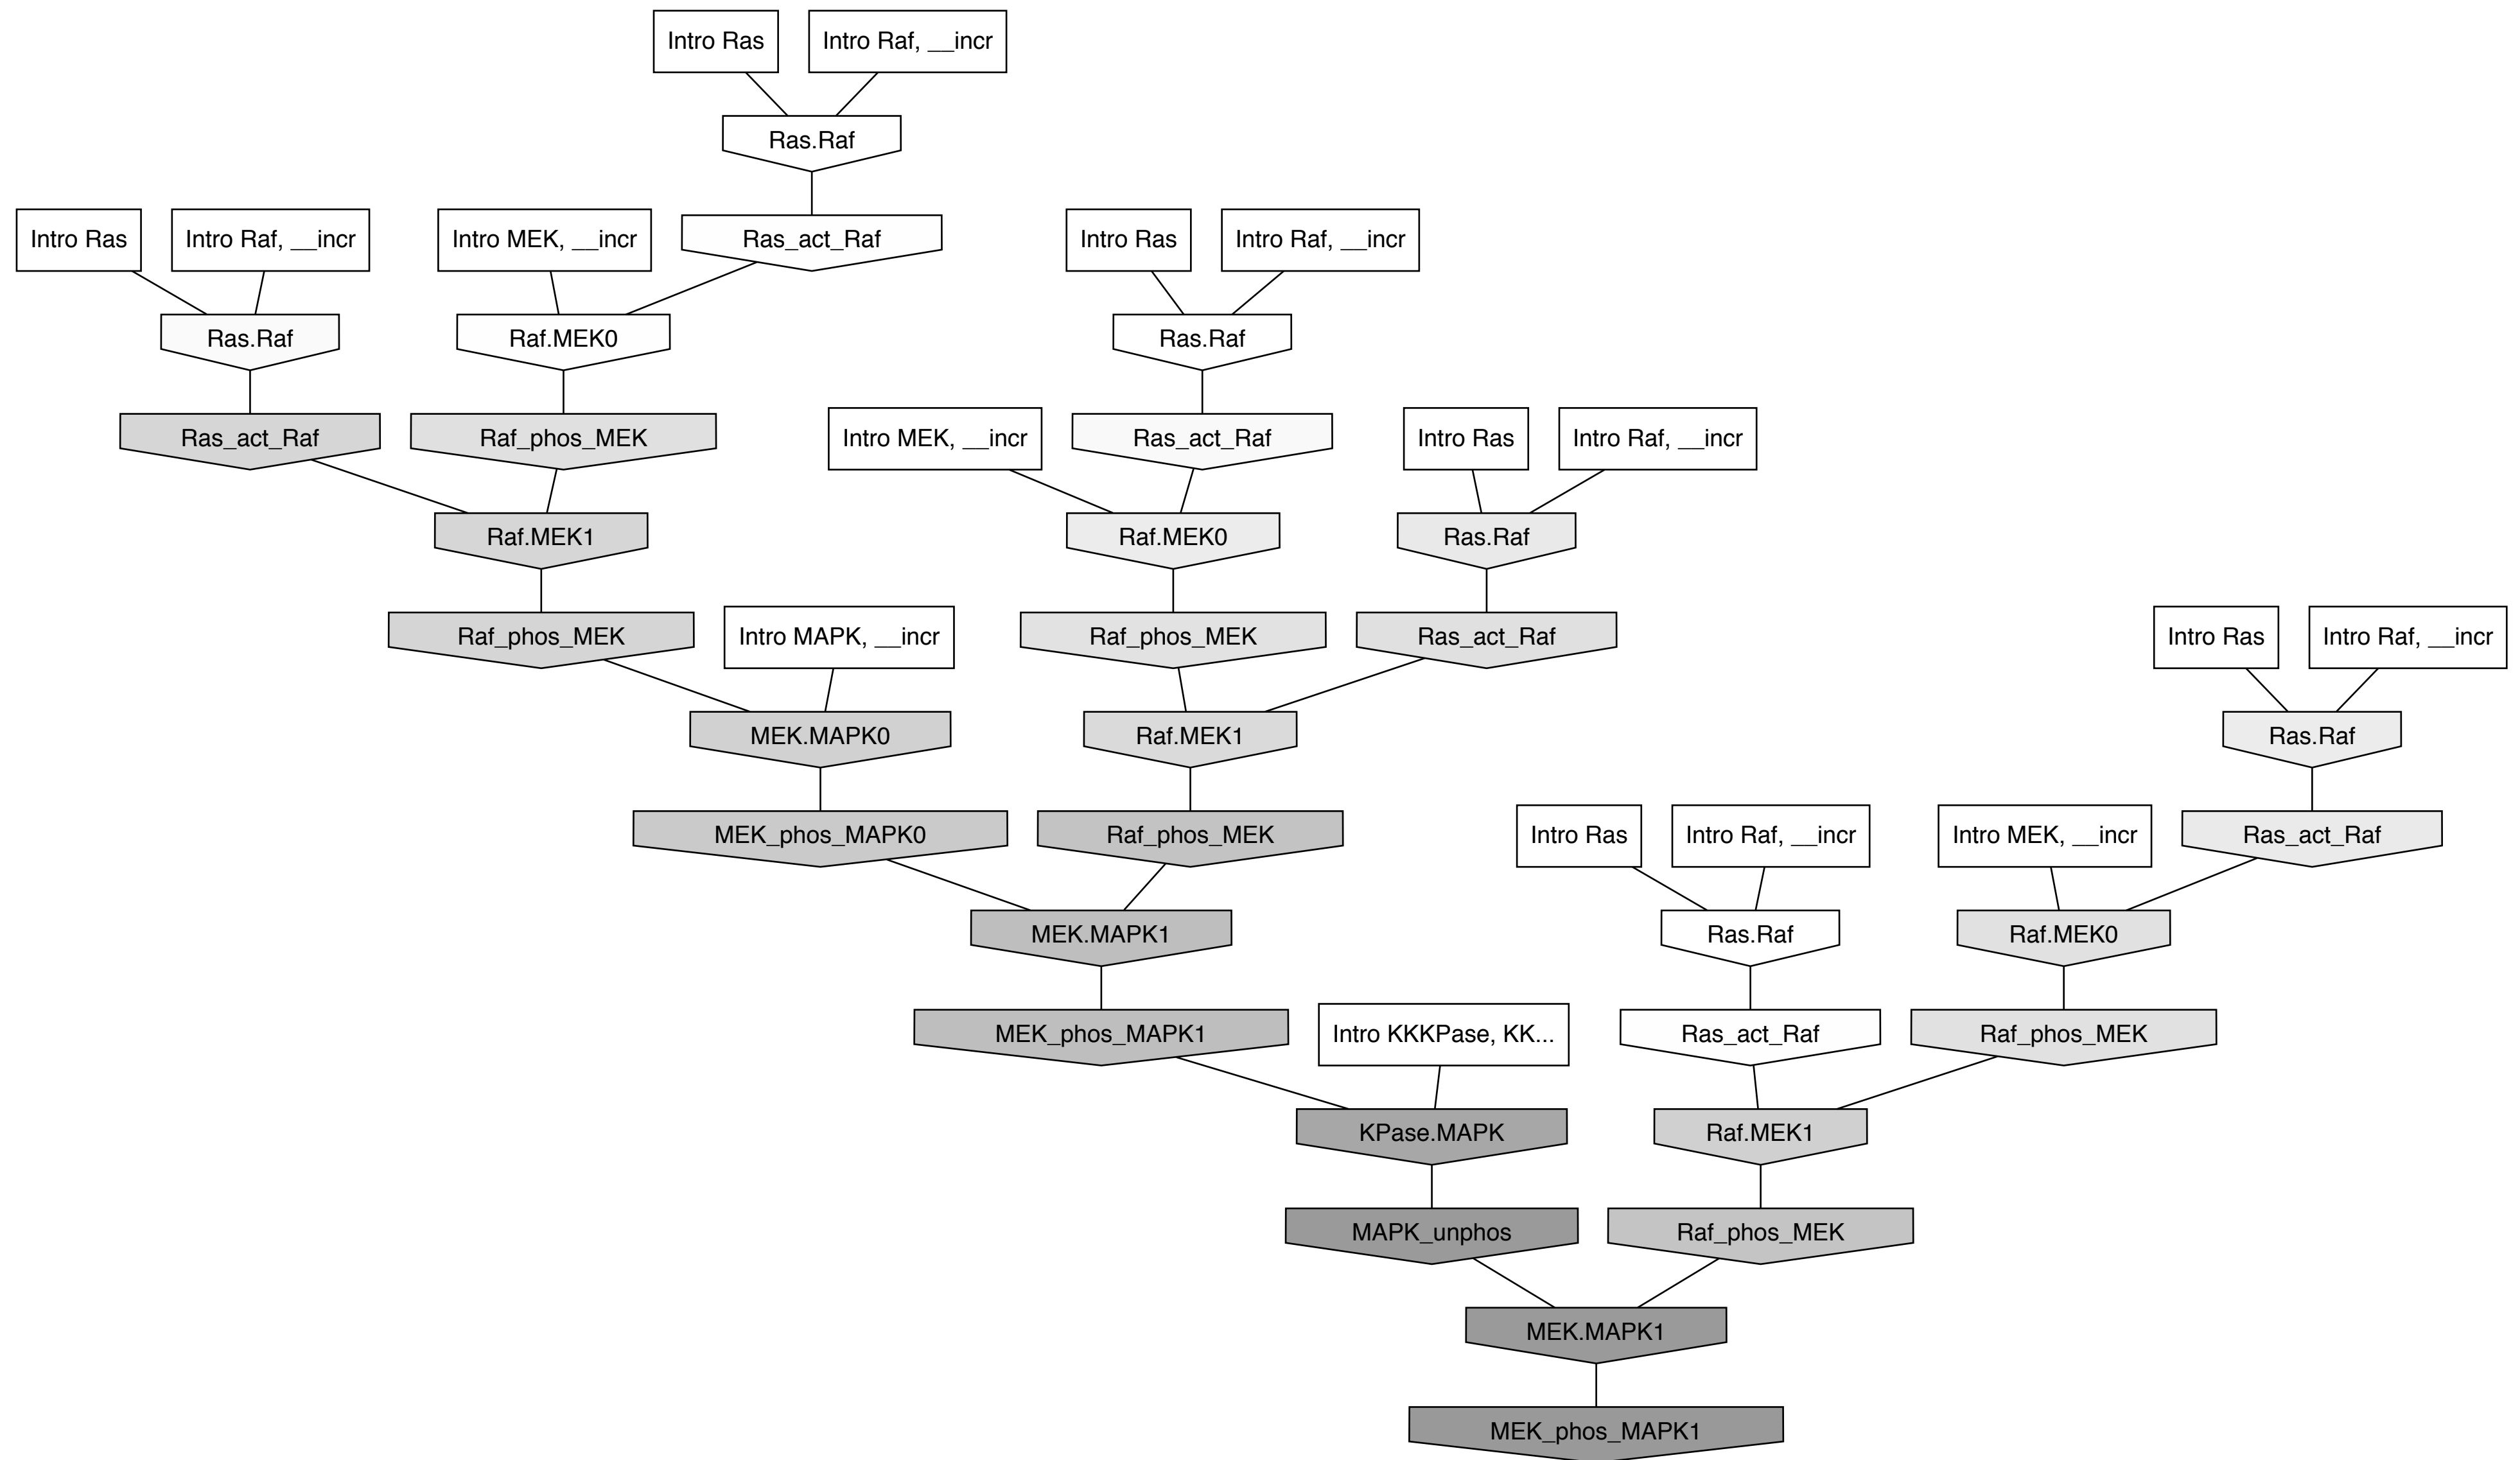 Intro Ras
Intro Raf, __incr
Ras.Raf
Intro Ras
Intro Raf, __incr
Intro MEK, __incr
Ras_act_Raf
Intro Ras
Intro Raf, __incr
Ras.Raf
Raf.MEK0
Ras.Raf
Ras_act_Raf
Raf_phos_MEK
Intro MEK, __incr
Ras_act_Raf
Intro Ras
Intro Raf, __incr
Raf.MEK1
Raf.MEK0
Ras.Raf
Raf_phos_MEK
Intro MAPK, __incr
Raf_phos_MEK
Ras_act_Raf
Intro Ras
Intro Raf, __incr
MEK.MAPK0
Raf.MEK1
Ras.Raf
MEK_phos_MAPK0
Raf_phos_MEK
Intro Ras
Intro Raf, __incr
Intro MEK, __incr
Ras_act_Raf
MEK.MAPK1
Ras.Raf
Raf.MEK0
MEK_phos_MAPK1
Intro KKKPase, KK...
Ras_act_Raf
Raf_phos_MEK
KPase.MAPK
Raf.MEK1
MAPK_unphos
Raf_phos_MEK
MEK.MAPK1
MEK_phos_MAPK1